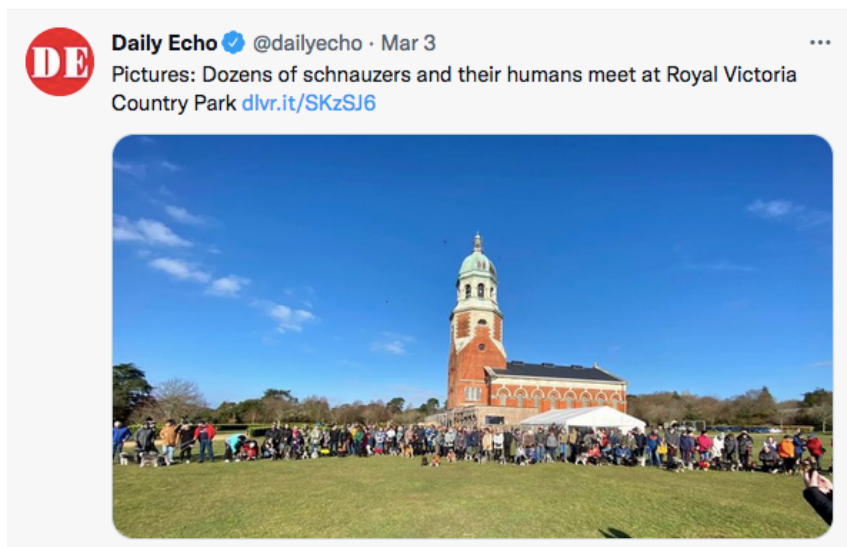 DE
Daily Echo @dailyecho · Mar 3
Pictures: Dozens of schnauzers and their humans meet at Royal Victoria
Country Park dlvr.it/SKzSJ6